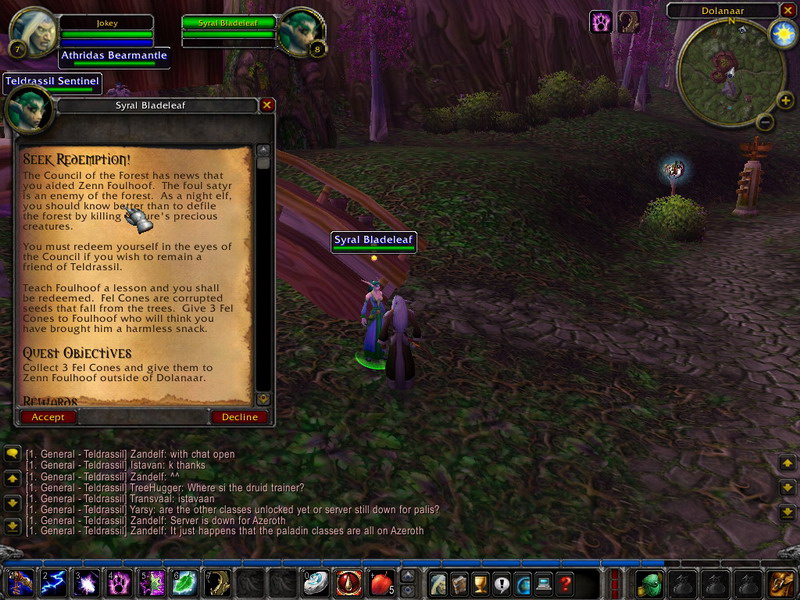 Jokey
7
Athridas Bearmantle
Syral Bladeleaf
8
Dolanaar
N
Teldrassil Sentinel
Syral Bladeleaf
Seek Redemption!
The Council of the Forest has news that
you aided Zenn Foulhoof. The foul satyr
is an enemy of the forest. As a night elf,
you should know better than to defile
the forest by killing
precious
creatures.
You must redeem yourself in the eyes of
the Council if you wish to remain a
friend of Teldrassil.
Teach Foulhoof a lesson and you shall
be redeemed. Fel Cones are corrupted
seeds that fall from the trees. Give 3 Fel
Cones to Foulhoof who will think you
have brought him a harmless snack.
Quest Objectives
Collect 3 Fel Cones and give them to
Zenn Foulhoof outside of Dolanaar.
Rewards
Accept
Decline
Syral Bladeleaf
[1. General - Teldrassil] Zandelf: with chat open
[1. General - Teldrassil] Istavan: k thanks
[1. General - Teldrassil] Zandelf: ^^
[1. General - Teldrassil] TreeHugger: Where si the druid trainer?
[1. General - Teldrassil] Transvaal: istavaan
[1. General - Teldrassil] Yarsy: are the other classes unlocked yet or server still down for palis?
[1. General - Teldrassil] Zandelf: Server is down for Azeroth
[1. General - Teldrassil] Zandelf: It just happens that the paladin classes are all on Azeroth
2 3 4 5 6 7 0 5